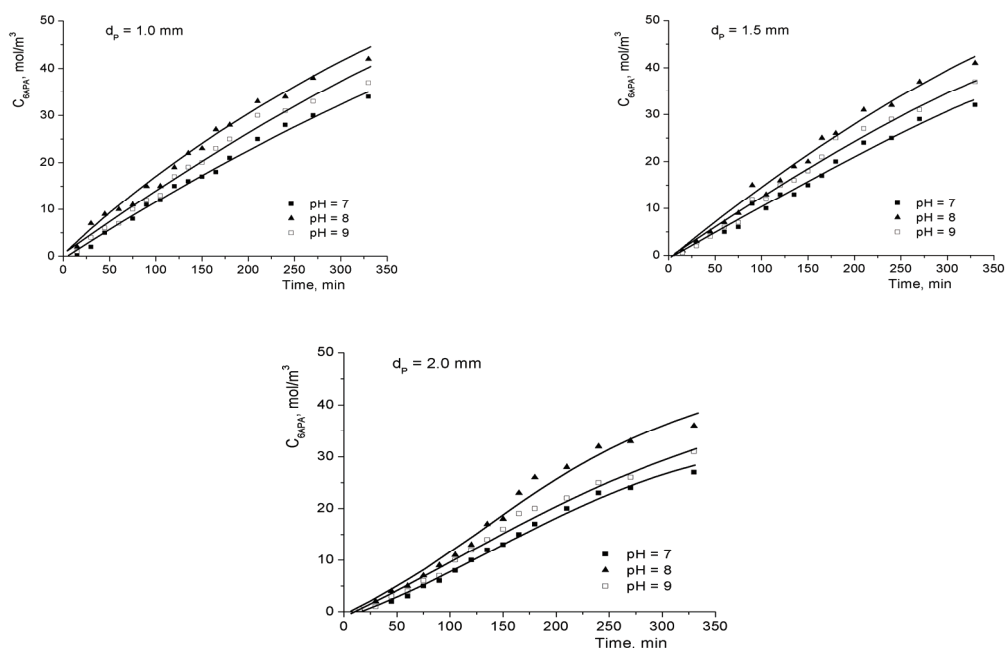 d_P = 1.0 mm
C_6APA, mol/m³
50
40
30
20
10
0
0 50 100 150 200 250 300 350
Time, min
pH = 7
pH = 8
pH = 9
d_P = 1.5 mm
C_6APA, mol/m³
50
40
30
20
10
0
0 50 100 150 200 250 300 350
Time, min
pH = 7
pH = 8
pH = 9
d_P = 2.0 mm
C_6APA, mol/m³
50
40
30
20
10
0
0 50 100 150 200 250 300 350
Time, min
pH = 7
pH = 8
pH = 9